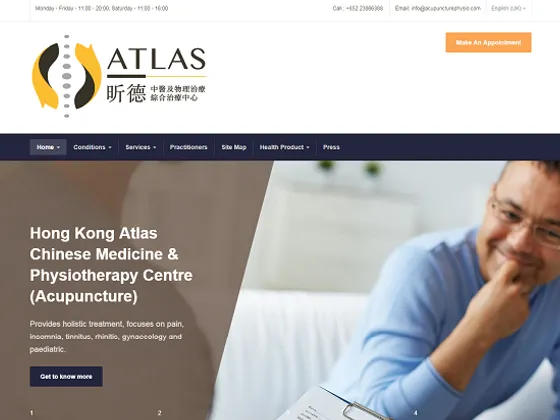 Monday - Friday - 11:00 - 20:00, Saturday - 11:00 - 16:00
Call : +852 23866368
Email: info@acupuncturephysio.com
English (UK)
Make An Appointment
ATLAS
昕德 中醫及物理治療
綜合治療中心
Home
Conditions
Services
Practitioners
Site Map
Health Product
Press
Hong Kong Atlas
Chinese Medicine &
Physiotherapy Centre
(Acupuncture)
Provides holistic treatment, focuses on pain,
insomnia, tinnitus, rhinitis, gynaecology and
paediatric.
Get to know more
1
2
3
4